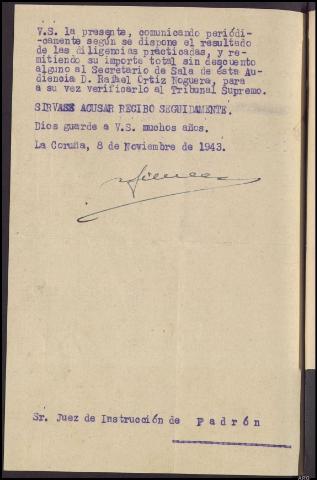 V.S. la presente, comunicando periódi-
-camente según se dispone el resultado
de las diligencias practicadas, y re-
mitiendo su importe total sin descuento
alguno al Secretario de Sala de esta Au-
diencia D. Rafael Ortiz Noguera, para
a su vez verificarlo al Tribunal Supremo.
SIRVASE ACUSAR RECIBO SEGUIDAMENTE.
Dios guarde a V.S. muchos años.
La Coruña, 8 de Noviembre de 1943.
Sr. Juez de Instrucción de Padrón